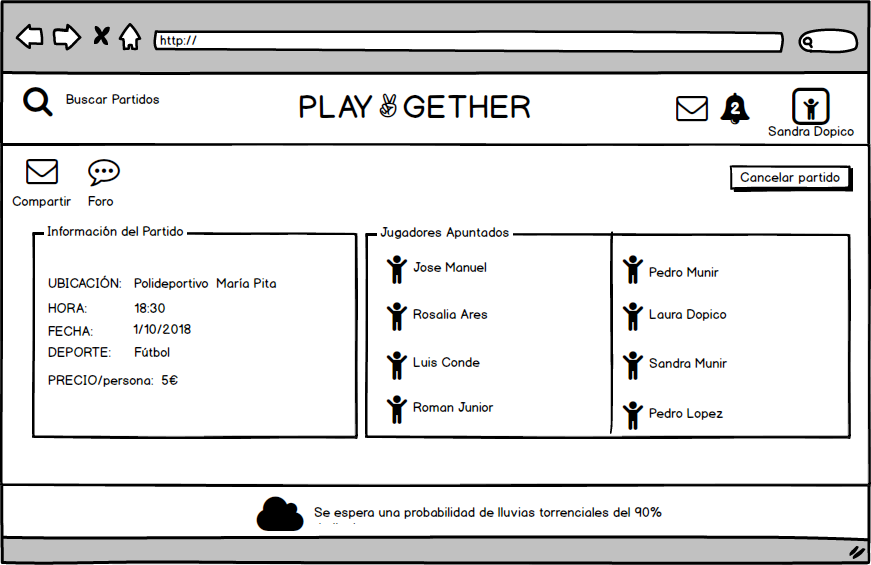 http://
Buscar Partidos
PLAY GETHER
2
Sandra Dopico
Compartir
Foro
Cancelar partido
Información del Partido
UBICACIÓN: Polideportivo María Pita
HORA: 18:30
FECHA: 1/10/2018
DEPORTE: Fútbol
PRECIO/persona: 5€
Jugadores Apuntados
Jose Manuel
Rosalia Ares
Luis Conde
Roman Junior
Pedro Munir
Laura Dopico
Sandra Munir
Pedro Lopez
Se espera una probabilidad de lluvias torrenciales del 90%